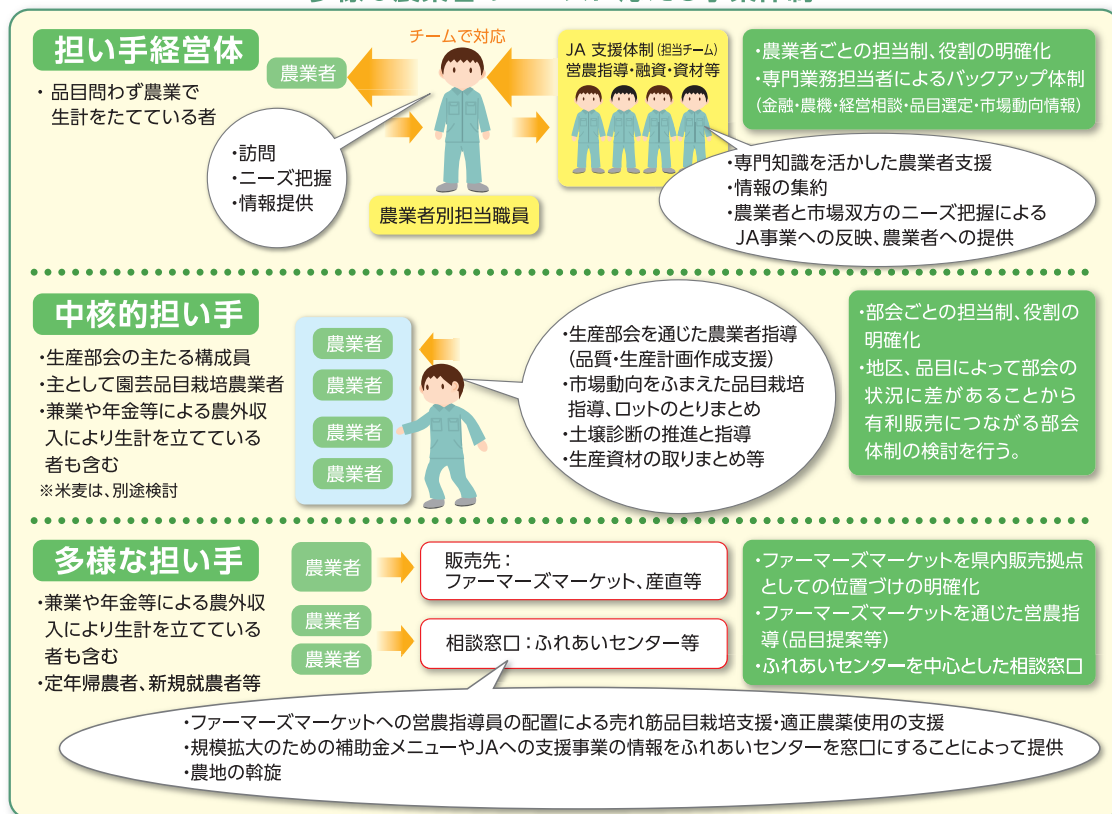 担い手経営体
・品目問わず農業で
生計をたてている者
農業者
チームで対応
・訪問
・ニーズ把握
・情報提供
農業者別担当職員
JA 支援体制(担当チーム)
営農指導・融資・資材等
・農業者ごとの担当制、役割の明確化
・専門業務担当者によるバックアップ体制
(金融・農機・経営相談・品目選定・市場動向情報)
・専門知識を活かした農業者支援
・情報の集約
・農業者と市場双方のニーズ把握による
JA事業への反映、農業者への提供
中核的担い手
・生産部会の主たる構成員
・主として園芸品目栽培農業者
・兼業や年金等による農外収
入により生計を立てている
者も含む
※米麦は、別途検討
農業者
農業者
農業者
農業者
・生産部会を通じた農業者指導
(品質・生産計画作成支援)
・市場動向をふまえた品目栽培
指導、ロットのとりまとめ
・土壌診断の推進と指導
・生産資材の取りまとめ等
・部会ごとの担当制、役割の
明確化
・地区、品目によって部会の
状況に差があることから
有利販売につながる部会
体制の検討を行う。
多様な担い手
・兼業や年金等による農外収
入により生計を立てている
者も含む
・定年帰農者、新規就農者等
農業者
農業者
農業者
販売先：
ファーマーズマーケット、産直等
相談窓口：ふれあいセンター等
・ファーマーズマーケットを県内販売拠点
としての位置づけの明確化
・ファーマーズマーケットを通じた営農指
導(品目提案等)
・ふれあいセンターを中心とした相談窓口
・ファーマーズマーケットへの営農指導員の配置による売れ筋品目栽培支援・適正農薬使用の支援
・規模拡大のための補助金メニューやJAへの支援事業の情報をふれあいセンターを窓口にすることによって提供
・農地の斡旋